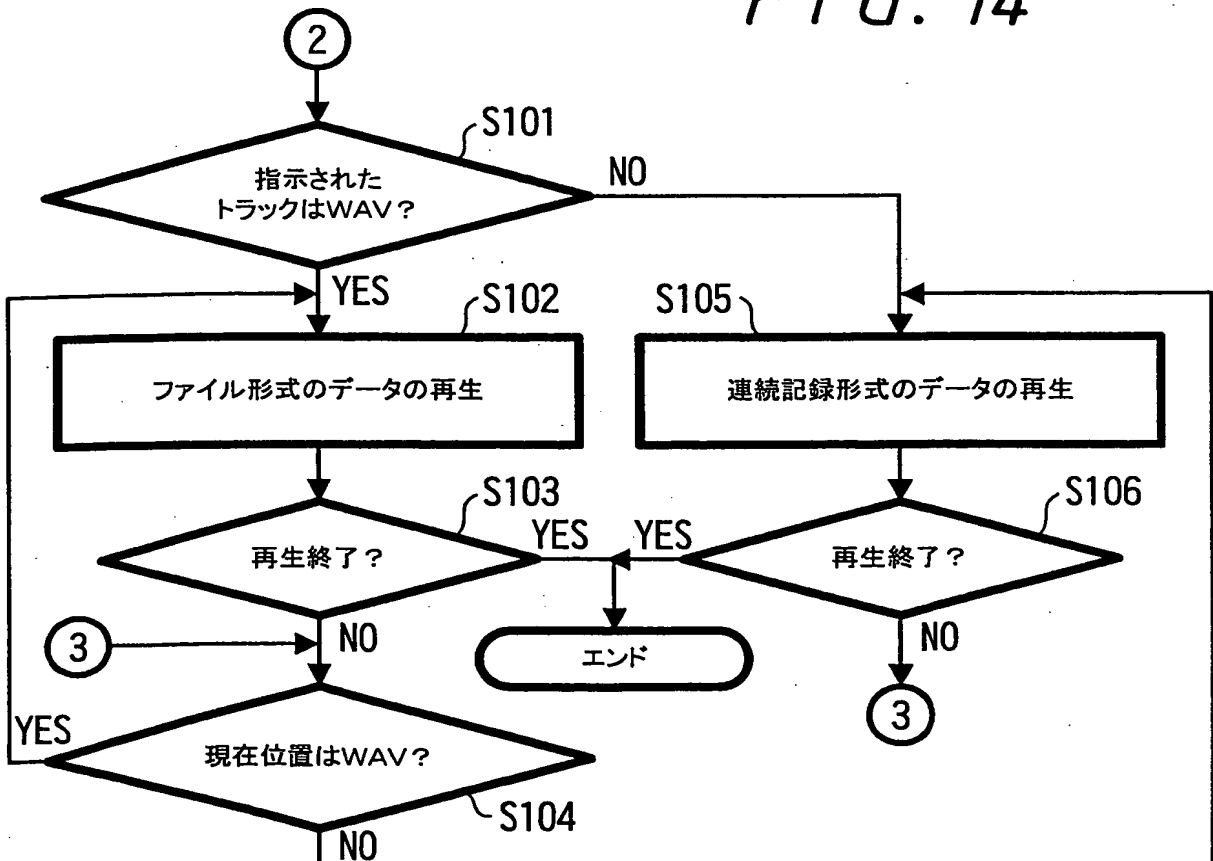 FIG. 14
2
S101
指示された
トラックはWAV?
NO
YES
S102
S105
ファイル形式のデータの再生
連続記録形式のデータの再生
S103
S106
再生終了?
YES
YES
再生終了?
3
NO
エンド
NO
3
YES
現在位置はWAV?
S104
NO